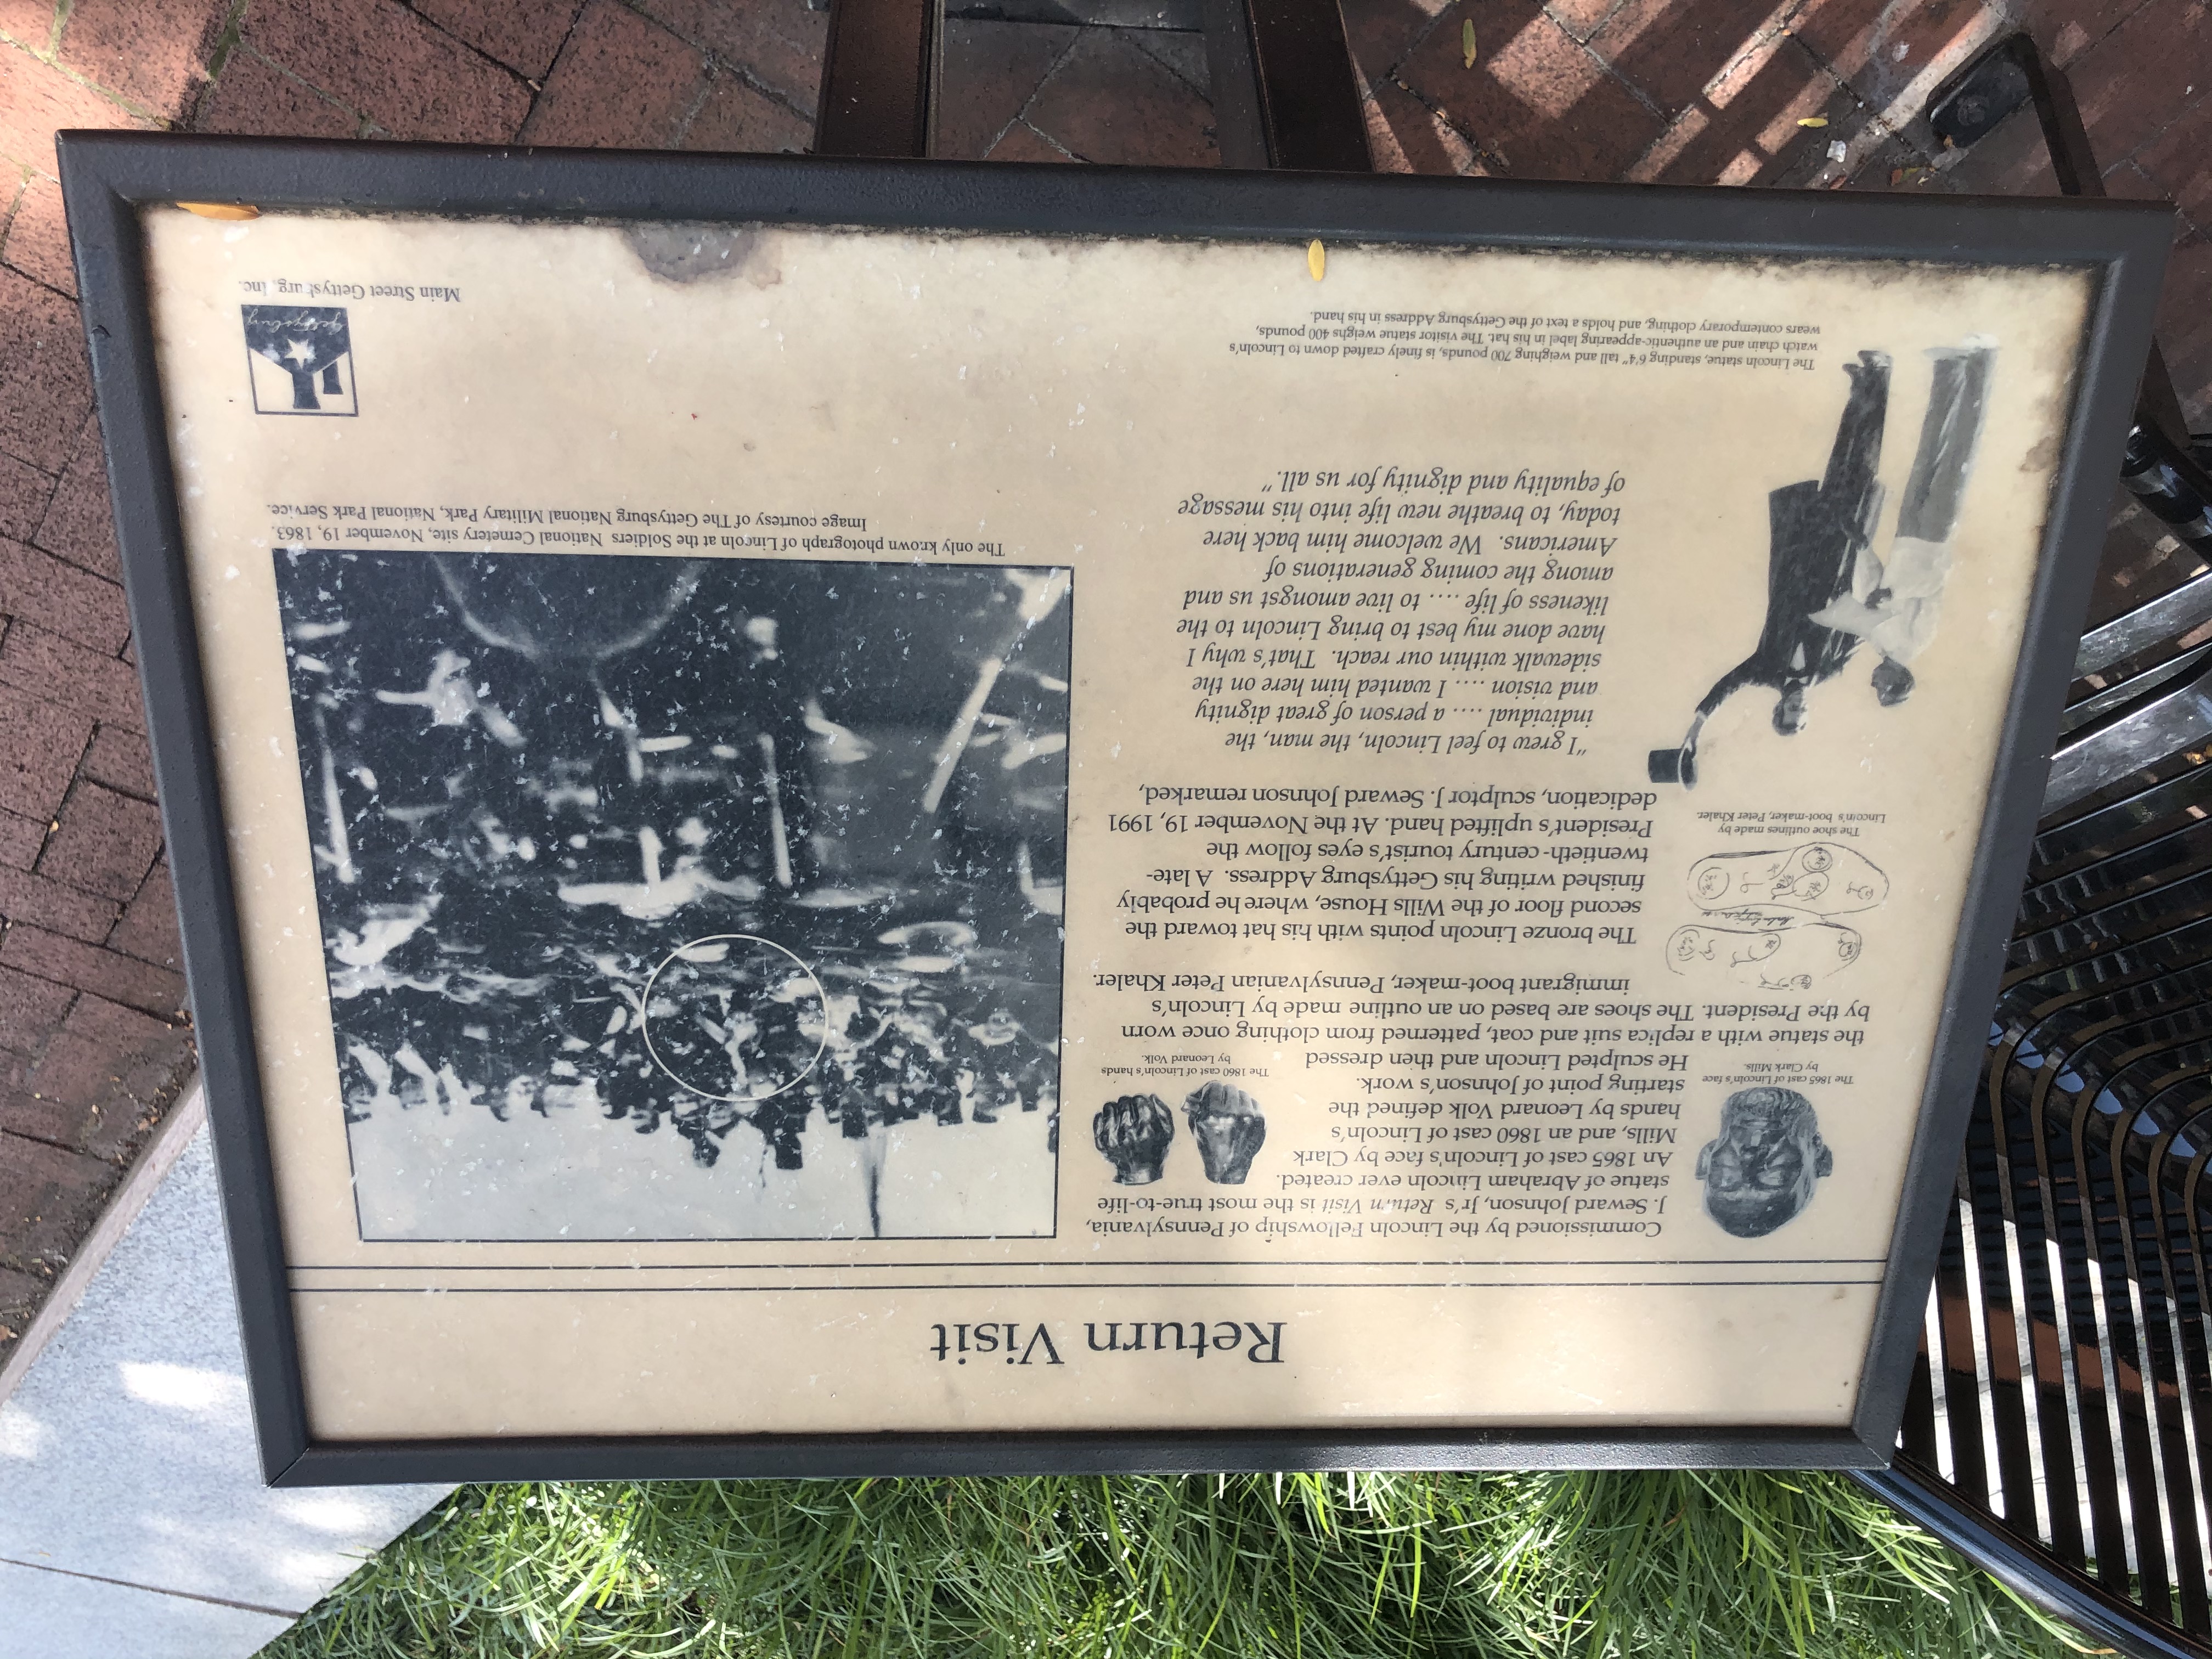 Return Visit
Commissioned by the Lincoln Fellowship of Pennsylvania,
J. Seward Johnson, Jr's Return Visit is the most true-to-life
statue of Abraham Lincoln ever created.
An 1865 cast of Lincoln's face by Clark
Mills, and an 1860 cast of Lincoln's
hands by Leonard Volk defined the
starting point of Johnson's work.
He sculpted Lincoln and then dressed
the statue with a replica suit and coat, patterned from clothing once worn
by the President. The shoes are based on an outline made by Lincoln's
immigrant boot-maker, Pennsylvanian Peter Khaler.
The 1865 cast of Lincoln's face
by Clark Mills.
The 1860 cast of Lincoln's hands
by Leonard Volk.
The bronze Lincoln points with his hat toward the
second floor of the Wills House, where he probably
finished writing his Gettysburg Address. A late-
twentieth-century tourist's eyes follow the
President's uplifted hand. At the November 19, 1991
dedication, sculptor J. Seward Johnson remarked,
The shoe outlines made by
Lincoln's boot-maker, Peter Khaler.
"I grew to feel Lincoln, the man, the
individual .... a person of great dignity
and vision .... I wanted him here on the
sidewalk within our reach. That's why I
have done my best to bring Lincoln to the
likeness of life .... to live amongst us and
among the coming generations of
Americans. We welcome him back here
today, to breathe new life into his message
of equality and dignity for us all."
The Lincoln statue, standing 6'4" tall and weighing 700 pounds, is finely crafted down to Lincoln's
watch chain and an authentic-appearing label in his hat. The visitor statue weighs 400 pounds,
wears contemporary clothing, and holds a text of the Gettysburg Address in his hand.
The only known photograph of Lincoln at the Soldiers National Cemetery site, November 19, 1863.
Image courtesy of The Gettysburg National Military Park, National Park Service.
Gettysburg
Main Street Gettysburg, Inc.